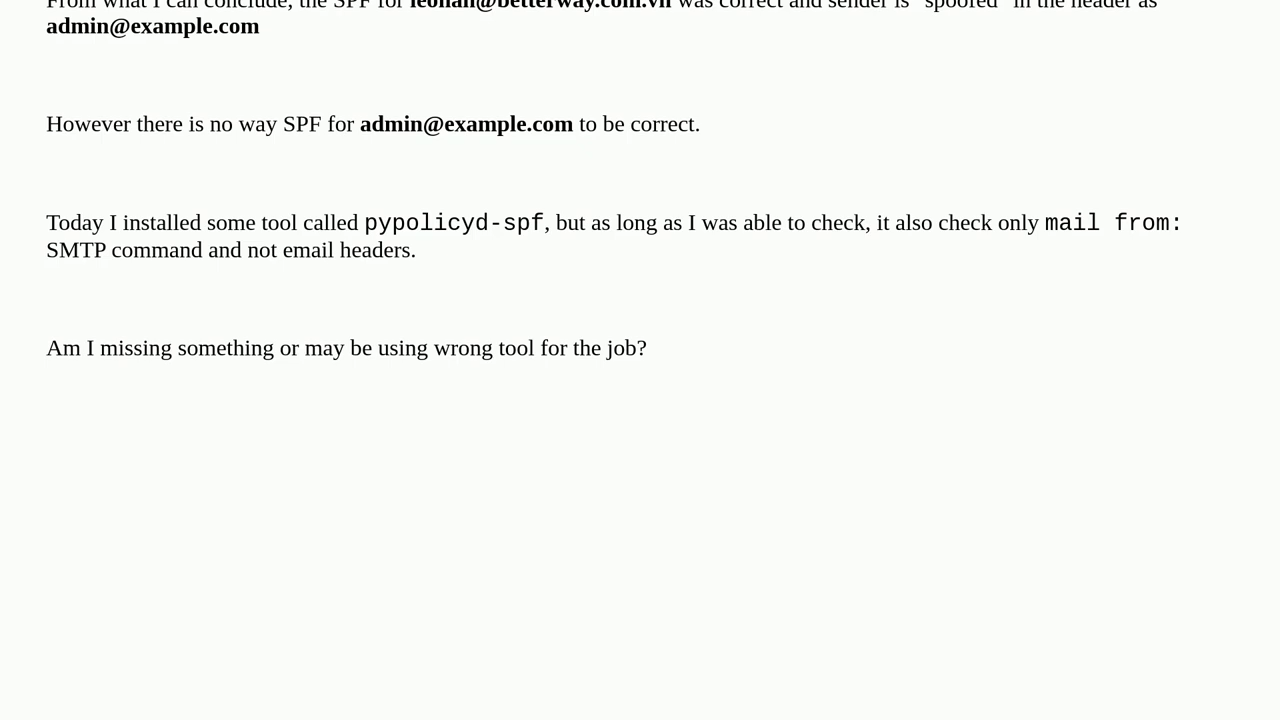 From what I can conclude, the SPF for leohan@betterway.com.vn was correct and sender is "spoofed" in the header as
admin@example.com
However there is no way SPF for admin@example.com to be correct.
Today I installed some tool called pypolicyd-spf, but as long as I was able to check, it also check only mail from:
SMTP command and not email headers.
Am I missing something or may be using wrong tool for the job?